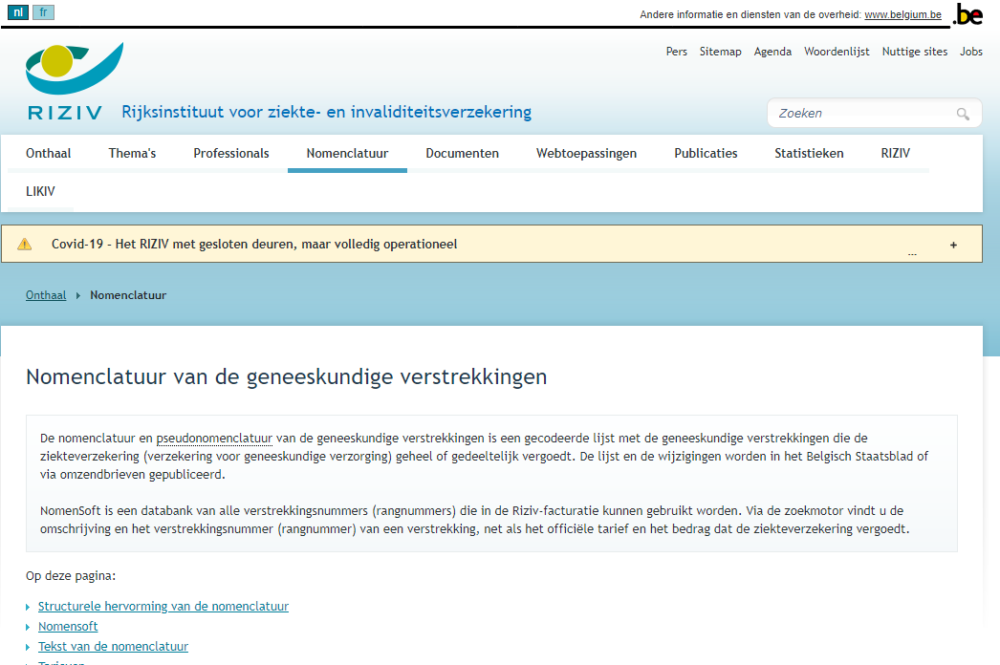 nl fr
Andere informatie en diensten van de overheid: www.belgium.be .be
Pers Sitemap Agenda Woordenlijst Nuttige sites Jobs
RIZIV Rijksinstituut voor ziekte- en invaliditeitsverzekering
Zoeken
Onthaal Thema's Professionals Nomenclatuur Documenten Webtoepassingen Publicaties Statistieken RIZIV
LIKIV
Covid-19 - Het RIZIV met gesloten deuren, maar volledig operationeel ... +
Onthaal Nomenclatuur
Nomenclatuur van de geneeskundige verstrekkingen
De nomenclatuur en pseudonomenclatuur van de geneeskundige verstrekkingen is een gecodeerde lijst met de geneeskundige verstrekkingen die de
ziekteverzekering (verzekering voor geneeskundige verzorging) geheel of gedeeltelijk vergoedt. De lijst en de wijzigingen worden in het Belgisch Staatsblad of
via omzendbrieven gepubliceerd.
NomenSoft is een databank van alle verstrekkingsnummers (rangnummers) die in de Riziv-facturatie kunnen gebruikt worden. Via de zoekmotor vindt u de
omschrijving en het verstrekkingsnummer (rangnummer) van een verstrekking, net als het officiële tarief en het bedrag dat de ziekteverzekering vergoedt.
Op deze pagina:
Structurele hervorming van de nomenclatuur
Nomensoft
Tekst van de nomenclatuur
Tarieven